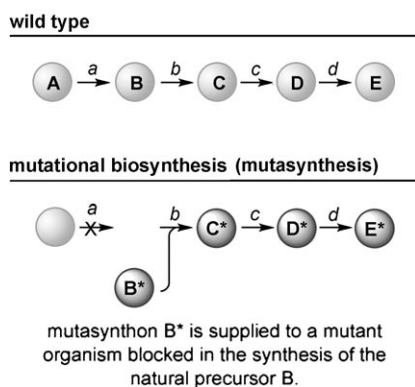 wild type
a b c d
A B C D E
mutational biosynthesis (mutasynthesis)
a b c d
C* D* E*
B*
mutasynthon B* is supplied to a mutant
organism blocked in the synthesis of the
natural precursor B.